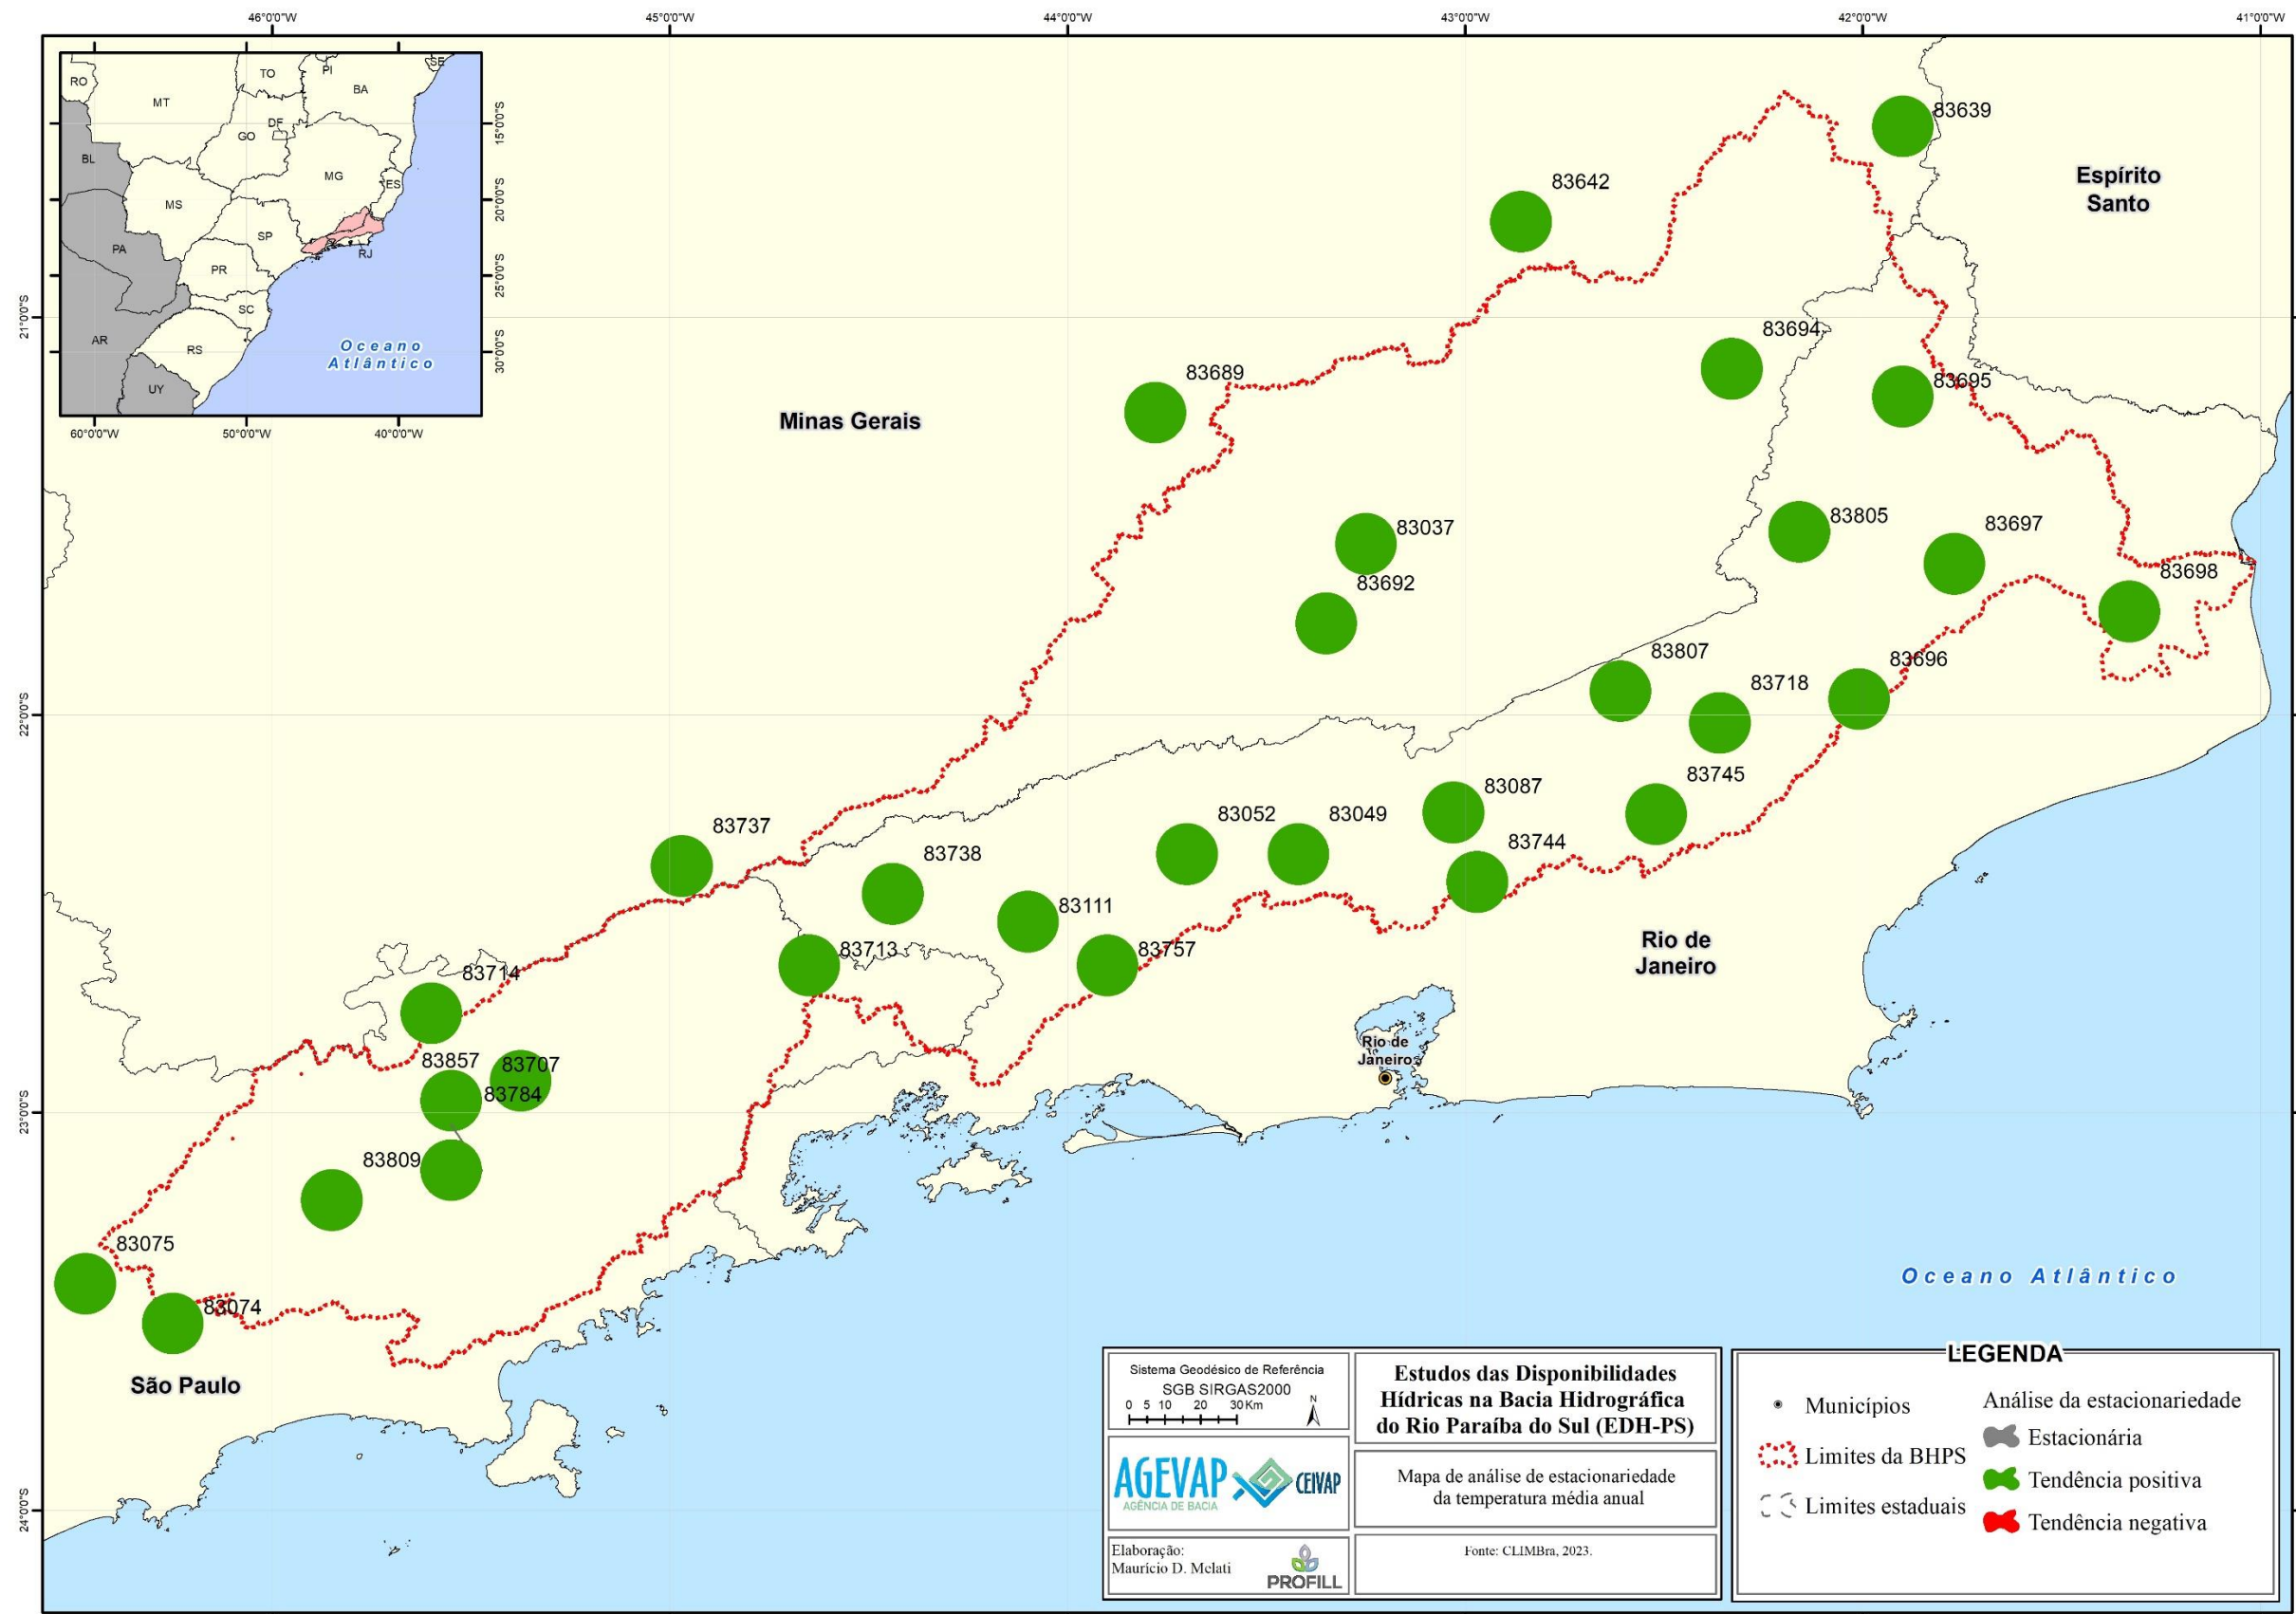 46°0'0"W
45°0'0"W
44°0'0"W
43°0'0"W
42°0'0"W
41°0'0"W
21°0'0"S
22°0'0"S
23°0'0"S
24°0'0"S
RO
MT
TO
PI
SE
BA
GO
DF
BL
MG
ES
MS
SP
PA
RJ
PR
SC
AR
RS
UY
Oceano
Atlântico
15°0'0"S
20°0'0"S
25°0'0"S
30°0'0"S
60°0'0"W
50°0'0"W
40°0'0"W
83639
Espírito
Santo
83642
83694
83689
83695
Minas Gerais
83805
83697
83037
83698
83692
83807
83696
83718
83745
83087
83052
83049
83737
83744
83738
83111
83713
83757
Rio de
Janeiro
83714
Rio de
Janeiro
83857
83707
83784
83809
83075
83074
São Paulo
Oceano Atlântico
Sistema Geodésico de Referência
SGB SIRGAS2000
0 5 10 20 30 Km
N
AGEVAP
AGÊNCIA DE BACIA
CEIVAP
Elaboração:
Maurício D. Melati
PROFILL
Estudos das Disponibilidades
Hídricas na Bacia Hidrográfica
do Rio Paraíba do Sul (EDH-PS)
Mapa de análise de estacionariedade
da temperatura média anual
Fonte: CLIMBra, 2023.
LEGENDA
Municípios
Limites da BHPS
Limites estaduais
Análise da estacionariedade
Estacionária
Tendência positiva
Tendência negativa